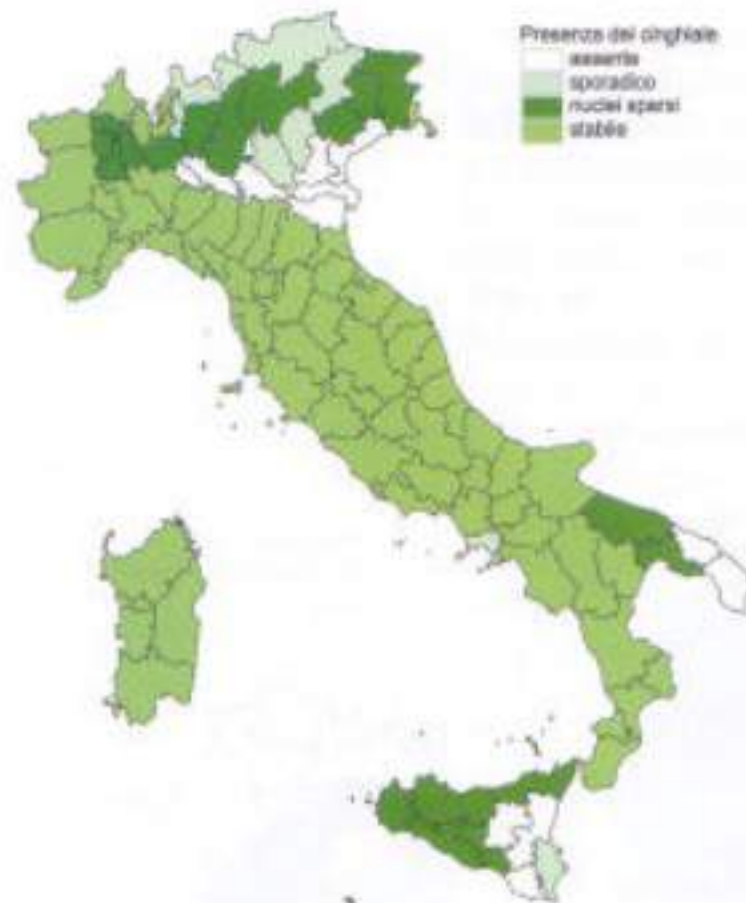 Presenza del cinghiale
assente
sporadico
nuclei sparsi
stabile